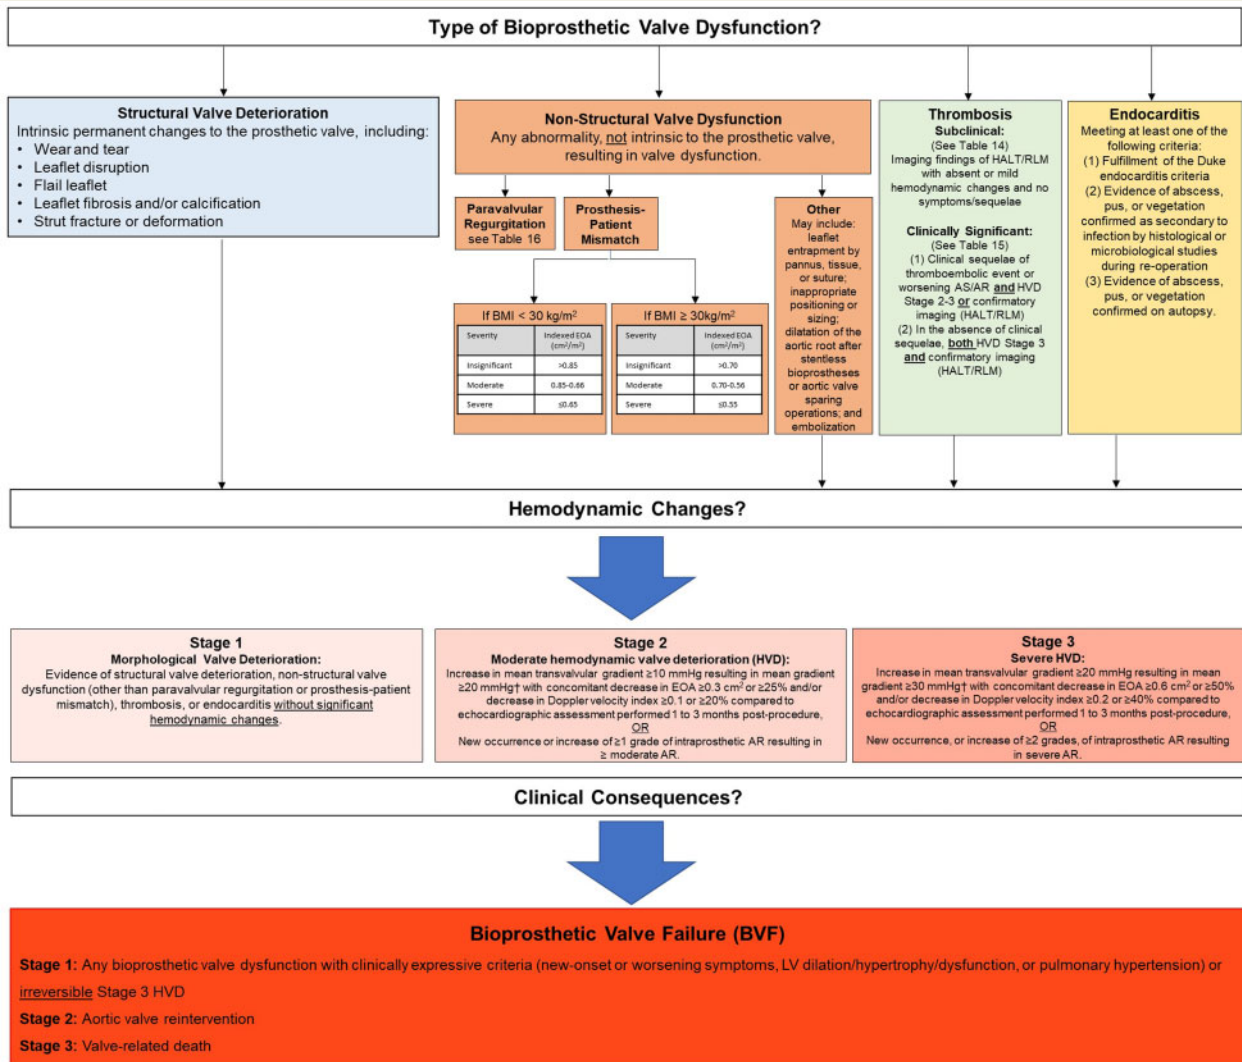 Type of Bioprosthetic Valve Dysfunction?
Structural Valve Deterioration
Intrinsic permanent changes to the prosthetic valve, including:
• Wear and tear
• Leaflet disruption
• Flail leaflet
• Leaflet fibrosis and/or calcification
• Strut fracture or deformation
Non-Structural Valve Dysfunction
Any abnormality, not intrinsic to the prosthetic valve,
resulting in valve dysfunction.
Paravalvular
Regurgitation
see Table 16
Prosthesis-
Patient
Mismatch
If BMI < 30 kg/m²
Severity Indexed EOA
(cm²/m²)
Insignificant >0.85
Moderate 0.85-0.66
Severe ≤0.65
If BMI ≥ 30kg/m²
Severity Indexed EOA
(cm²/m²)
Insignificant >0.70
Moderate 0.70-0.56
Severe ≤0.55
Other
May include:
leaflet
entrapment by
pannus, tissue,
or suture;
inappropriate
positioning or
sizing;
dilatation of the
aortic root after
stentless
bioprostheses
or aortic valve
sparing
operations; and
embolization
Thrombosis
Subclinical:
(See Table 14)
Imaging findings of HALT/RLM
with absent or mild
hemodynamic changes and no
symptoms/sequelae
Clinically Significant:
(See Table 15)
(1) Clinical sequelae of
thromboembolic event or
worsening AS/AR and HVD
Stage 2-3 or confirmatory
imaging (HALT/RLM)
(2) In the absence of clinical
sequelae, both HVD Stage 3
and confirmatory imaging
(HALT/RLM)
Endocarditis
Meeting at least one of the
following criteria:
(1) Fulfillment of the Duke
endocarditis criteria
(2) Evidence of abscess,
pus, or vegetation
confirmed as secondary to
infection by histological or
microbiological studies
during re-operation
(3) Evidence of abscess,
pus, or vegetation
confirmed on autopsy.
Hemodynamic Changes?
Stage 1
Morphological Valve Deterioration:
Evidence of structural valve deterioration, non-structural valve
dysfunction (other than paravalvular regurgitation or prosthesis-patient
mismatch), thrombosis, or endocarditis without significant
hemodynamic changes.
Stage 2
Moderate hemodynamic valve deterioration (HVD):
Increase in mean transvalvular gradient ≥10 mmHg resulting in mean gradient
≥20 mmHg† with concomitant decrease in EOA ≥0.3 cm² or ≥25% and/or
decrease in Doppler velocity index ≥0.1 or ≥20% compared to
echocardiographic assessment performed 1 to 3 months post-procedure,
OR
New occurrence or increase of ≥1 grade of intraprosthetic AR resulting in
≥ moderate AR.
Stage 3
Severe HVD:
Increase in mean transvalvular gradient ≥20 mmHg resulting in mean
gradient ≥30 mmHg† with concomitant decrease in EOA ≥0.6 cm² or ≥50%
and/or decrease in Doppler velocity index ≥0.2 or ≥40% compared to
echocardiographic assessment performed 1 to 3 months post-procedure,
OR
New occurrence, or increase of ≥2 grades, of intraprosthetic AR resulting
in severe AR.
Clinical Consequences?
Bioprosthetic Valve Failure (BVF)
Stage 1: Any bioprosthetic valve dysfunction with clinically expressive criteria (new-onset or worsening symptoms, LV dilation/hypertrophy/dysfunction, or pulmonary hypertension) or
irreversible Stage 3 HVD
Stage 2: Aortic valve reintervention
Stage 3: Valve-related death